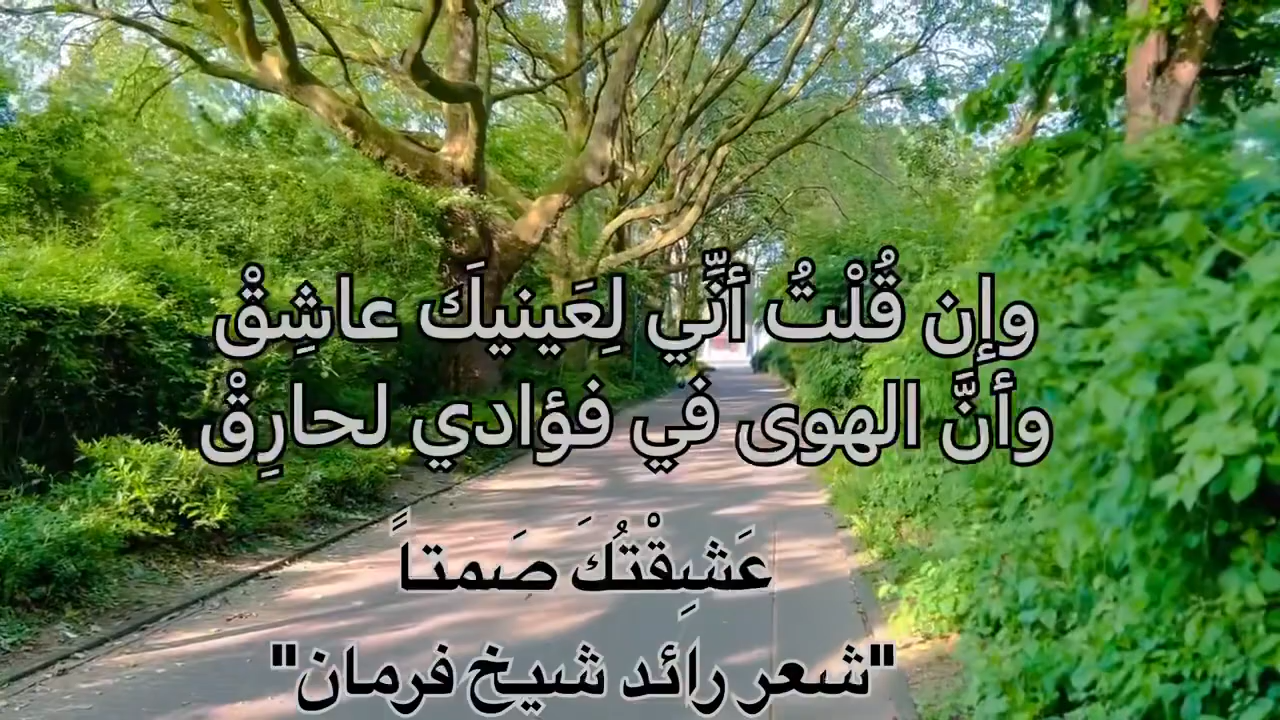 وإن قُلْتُ أنِّي لِعَينيكَ عاشِقْ
وأنَّ الهوى في فؤادي لحارِقْ
عَشِقْتُكَ صَمتاً
"شعر رائد شيخ فرمان"